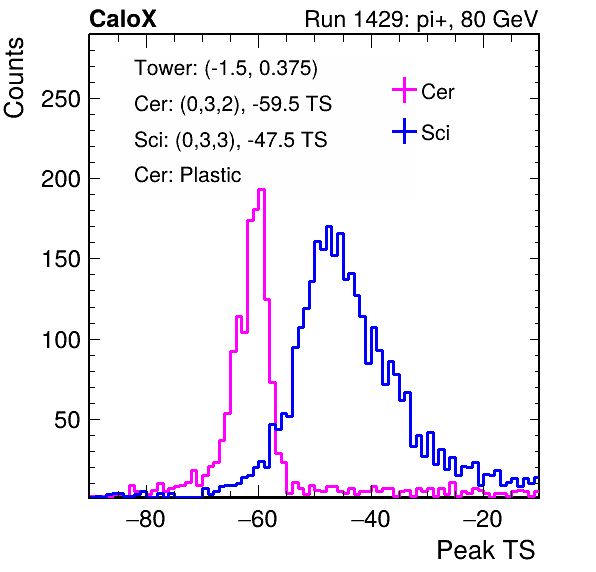 CaloX Run 1429: pi+, 80 GeV
Counts
Tower: (-1.5, 0.375)
Cer: (0,3,2), -59.5 TS
Sci: (0,3,3), -47.5 TS
Cer: Plastic
Cer
Sci
250
200
150
100
50
−80 −60 −40 −20
Peak TS